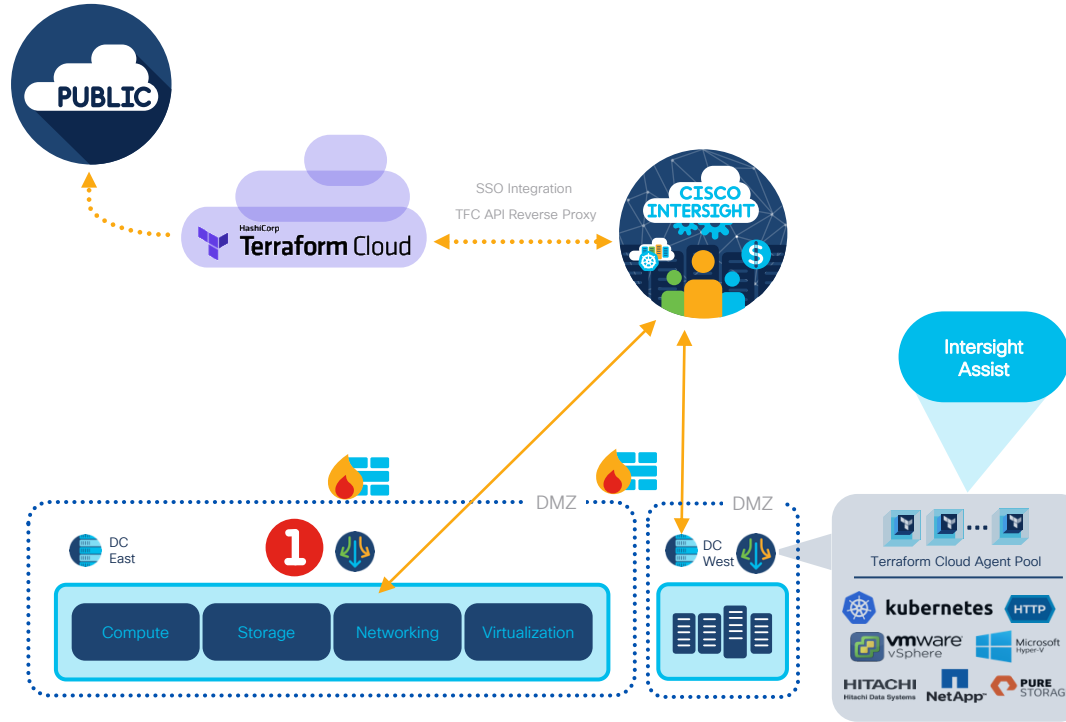 PUBLIC
SSO Integration
TFC API Reverse Proxy
HashiCorp
Terraform Cloud
CISCO
INTERSIGHT
$
Intersight
Assist
DMZ
DMZ
DC
East
1
DC
West
Compute
Storage
Networking
Virtualization
...
Terraform Cloud Agent Pool
kubernetes
HTTP
vmware
vSphere
Microsoft
Hyper-V
HITACHI
Hitachi Data Systems
NetApp™
PURE
STORAG